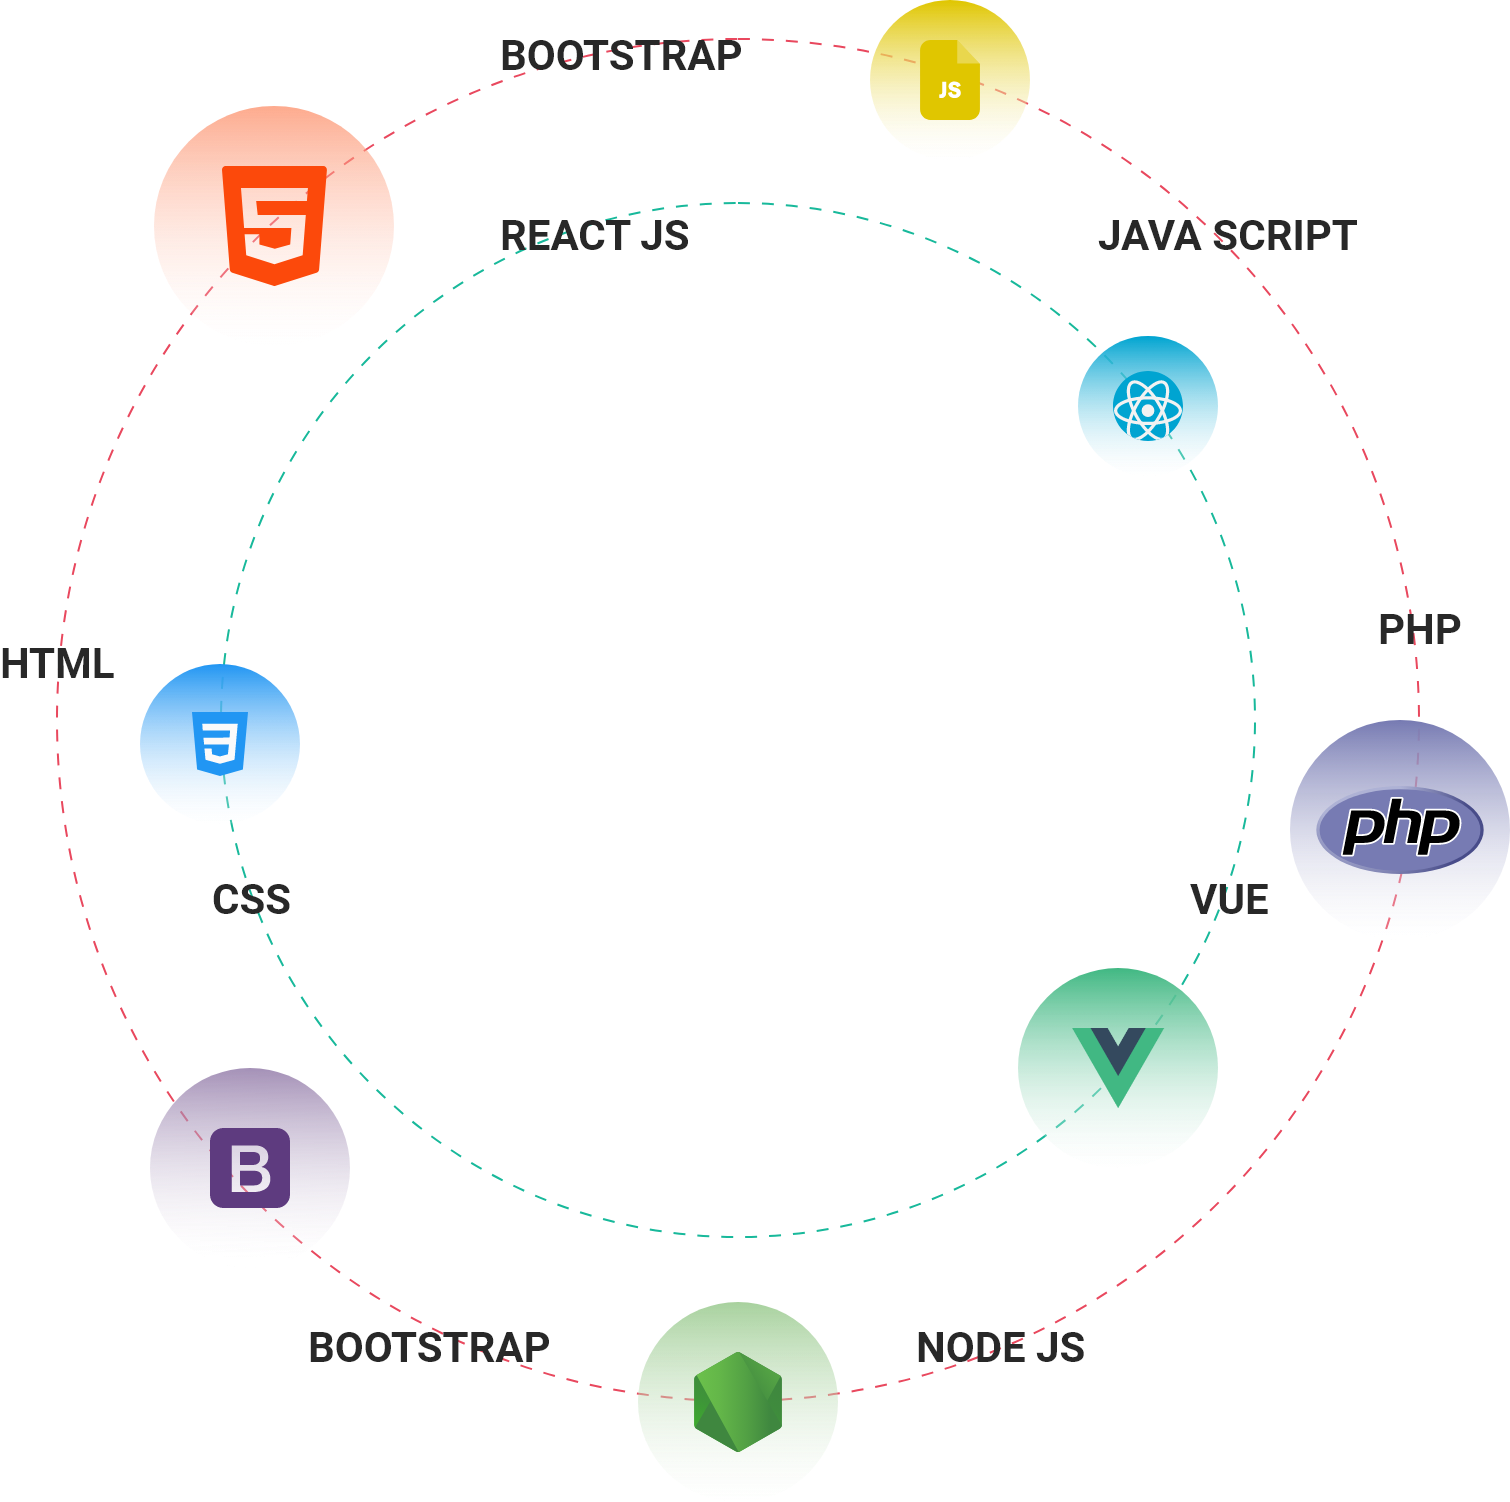 BOOTSTRAP
JS
REACT JS
JAVA SCRIPT
PHP
HTML
php
CSS
VUE
B
BOOTSTRAP
NODE JS